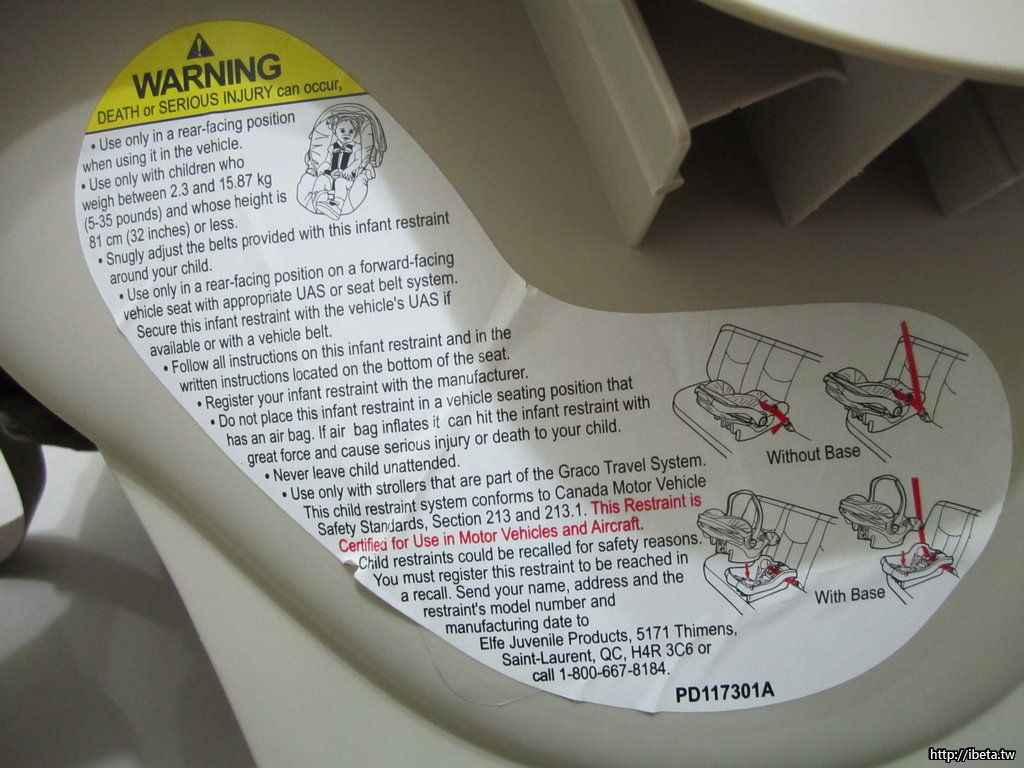 WARNING
DEATH or SERIOUS INJURY can occur,
• Use only in a rear-facing position
when using it in the vehicle.
• Use only with children who
weigh between 2.3 and 15.87 kg
(5-35 pounds) and whose height is
81 cm (32 inches) or less.
• Snugly adjust the belts provided with this infant restraint
around your child.
• Use only in a rear-facing position on a forward-facing
vehicle seat with appropriate UAS or seat belt system.
Secure this infant restraint with the vehicle's UAS if
available or with a vehicle belt.
• Follow all instructions on this infant restraint and in the
written instructions located on the bottom of the seat.
• Register your infant restraint with the manufacturer.
• Do not place this infant restraint in a vehicle seating position that
has an air bag. If air bag inflates it can hit the infant restraint with
great force and cause serious injury or death to your child.
• Never leave child unattended.
• Use only with strollers that are part of the Graco Travel System.
This child restraint system conforms to Canada Motor Vehicle
Safety Standards, Section 213 and 213.1. This Restraint is
Certified for Use in Motor Vehicles and Aircraft.
Child restraints could be recalled for safety reasons.
You must register this restraint to be reached in
a recall. Send your name, address and the
restraint's model number and
manufacturing date to
Elfe Juvenile Products, 5171 Thimens,
Saint-Laurent, QC, H4R 3C6 or
call 1-800-667-8184.
Without Base
With Base
PD117301A
http://ibeta.tw